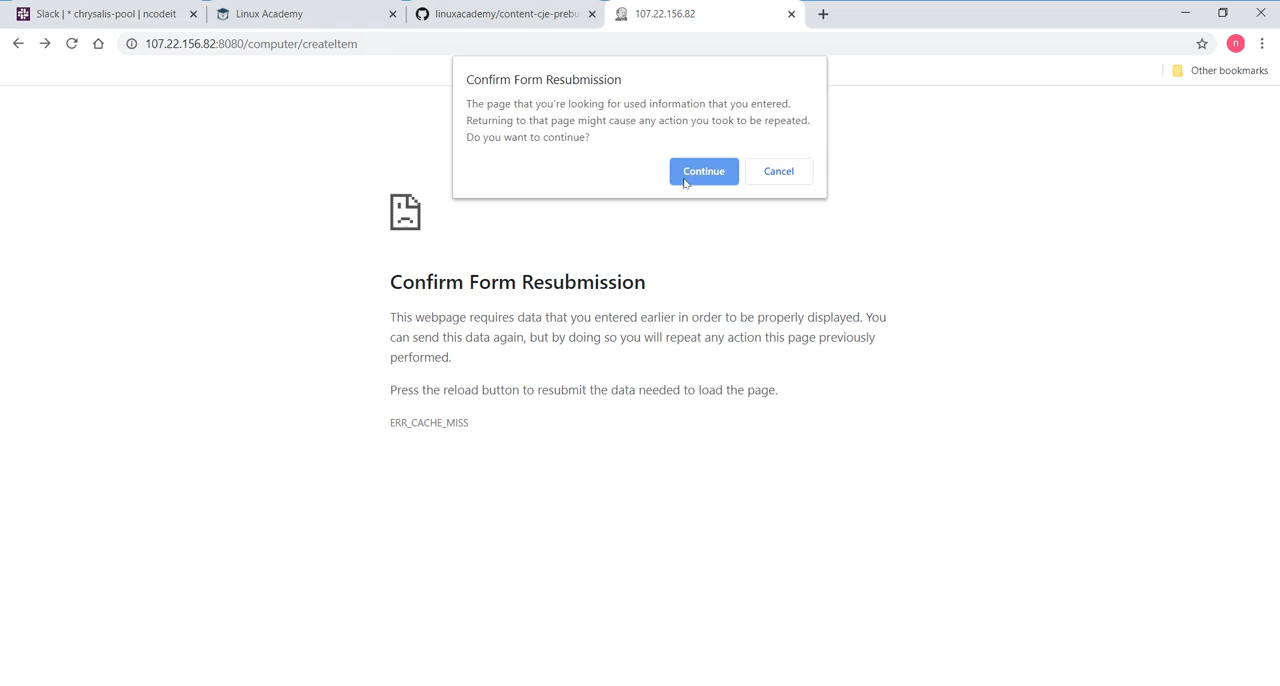 Slack | * chrysalis-pool | ncodeit
Linux Academy
linuxacademy/content-cje-prebu
107.22.156.82
107.22.156.82:8080/computer/createItem
n
Other bookmarks
Confirm Form Resubmission
The page that you're looking for used information that you entered.
Returning to that page might cause any action you took to be repeated.
Do you want to continue?
Continue
Cancel
Confirm Form Resubmission
This webpage requires data that you entered earlier in order to be properly displayed. You
can send this data again, but by doing so you will repeat any action this page previously
performed.
Press the reload button to resubmit the data needed to load the page.
ERR_CACHE_MISS